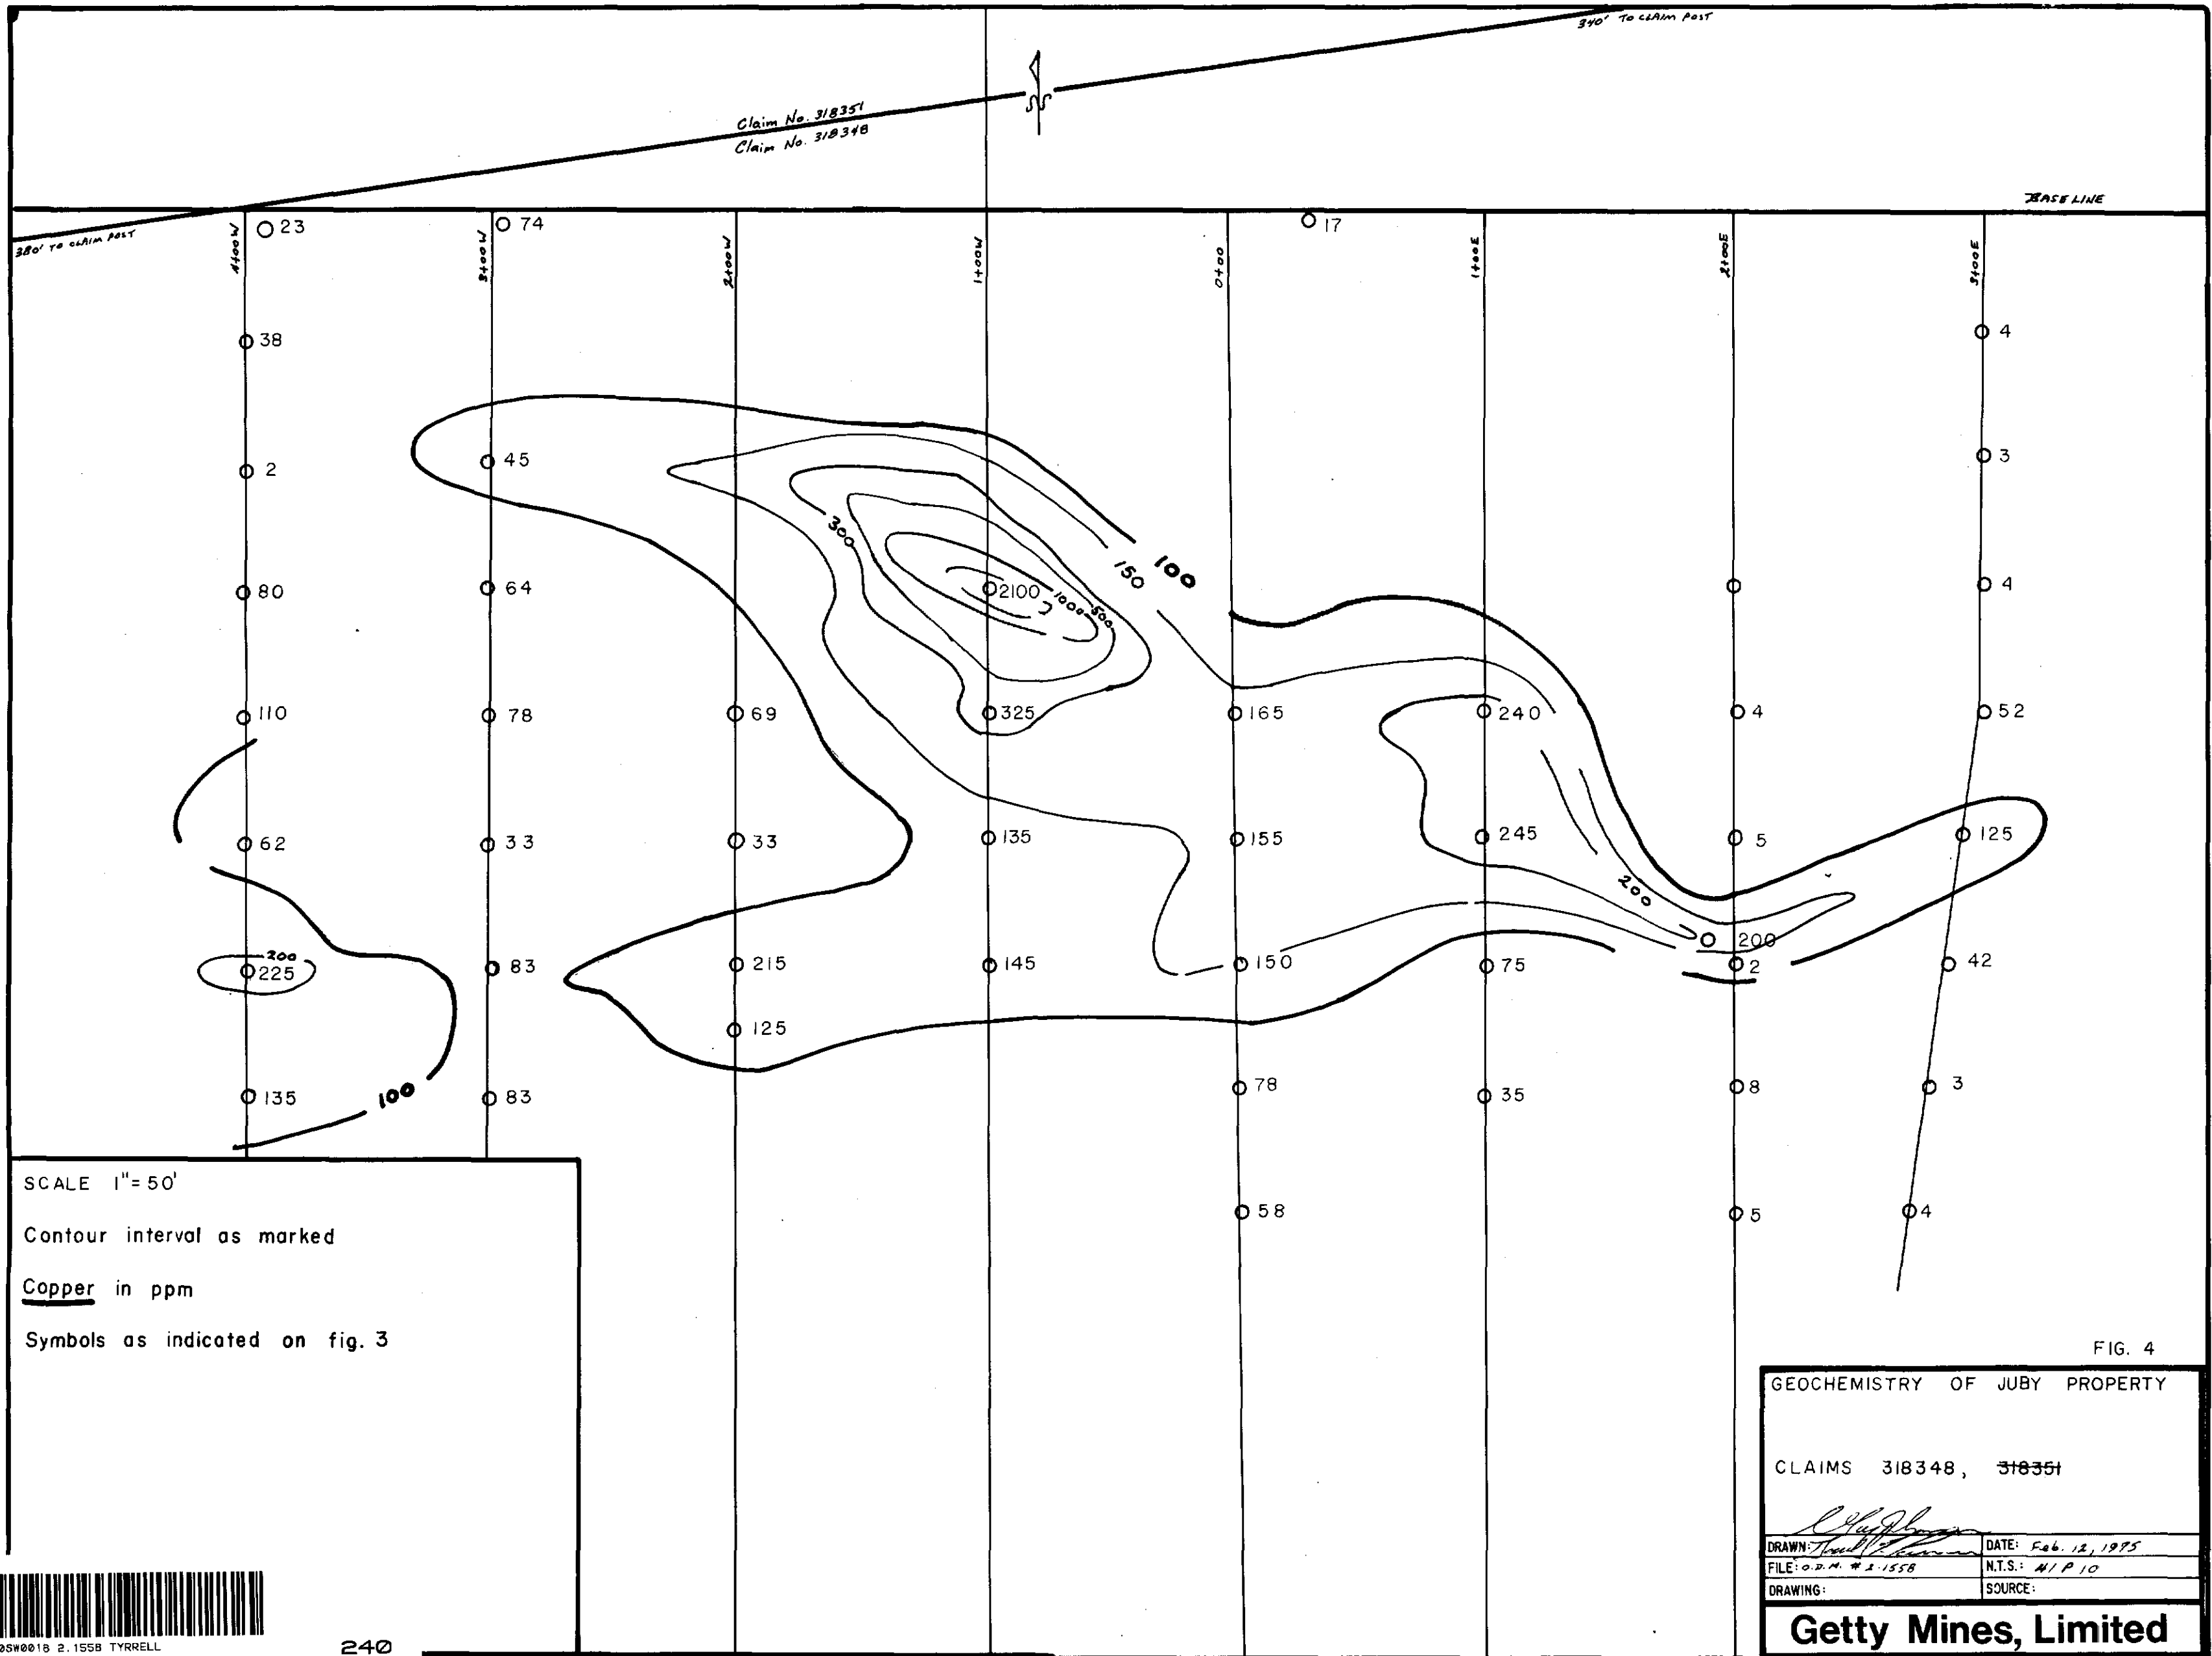 340' TO CLAIM POST
Claim No. 318351
Claim No. 318348
BASE LINE
380' TO CLAIM POST
4+00W
3+00W
2+00W
1+00W
0+00
1+00E
2+00E
3+00E
23
74
17
38
4
45
3
2
300
150
100
80
64
2100
1000
500
4
110
78
69
325
165
240
4
52
62
33
33
135
155
245
5
125
200
200
200
225
83
215
145
150
75
2
42
125
135
100
83
78
35
8
3
58
5
4
SCALE 1"=50'
Contour interval as marked
Copper in ppm
Symbols as indicated on fig. 3
FIG. 4
GEOCHEMISTRY OF JUBY PROPERTY
CLAIMS 318348, 318351
DRAWN:
DATE: Feb. 12, 1975
FILE: O.D.M. # 2.1558
N.T.S.: 41 P 10
DRAWING:
SOURCE:
Getty Mines, Limited
0SW0018 2.1558 TYRRELL
240